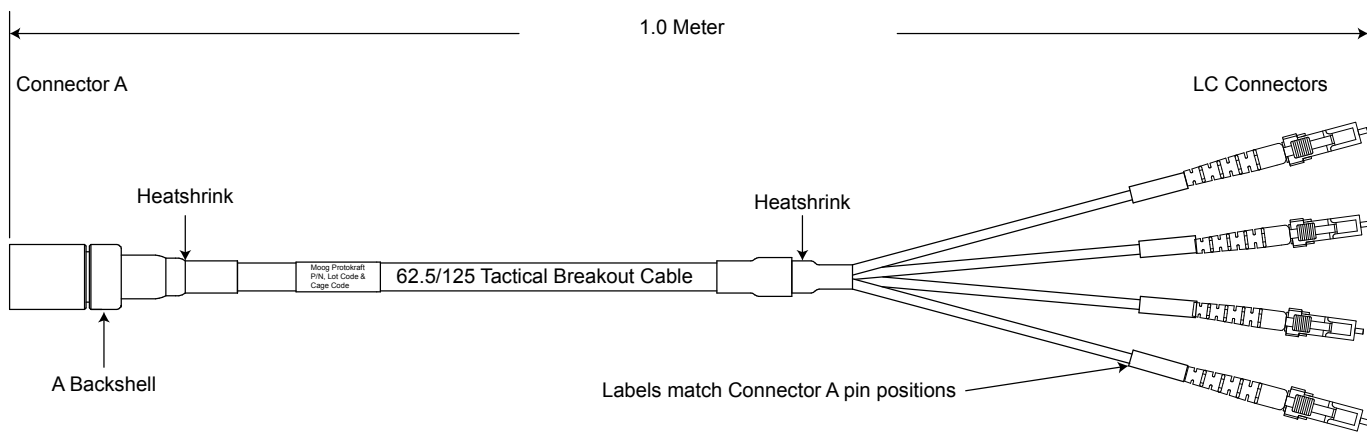 1.0 Meter
Connector A
LC Connectors
Heatshrink
Heatshrink
Moog Protokraft
P/N, Lot Code &
Cage Code
62.5/125 Tactical Breakout Cable
A Backshell
Labels match Connector A pin positions